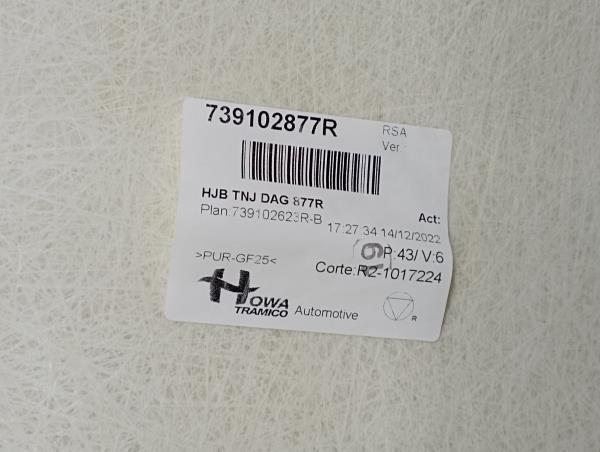 739102877R
RSA
Ver:
HJB TNJ DAG 877R
Act:
Plan:739102623R-B
17:27:34 14/12/2022
P:43/ V:6
>PUR-GF25<
Corte:R2-1017224
HOWA
TRAMICO Automotive
R